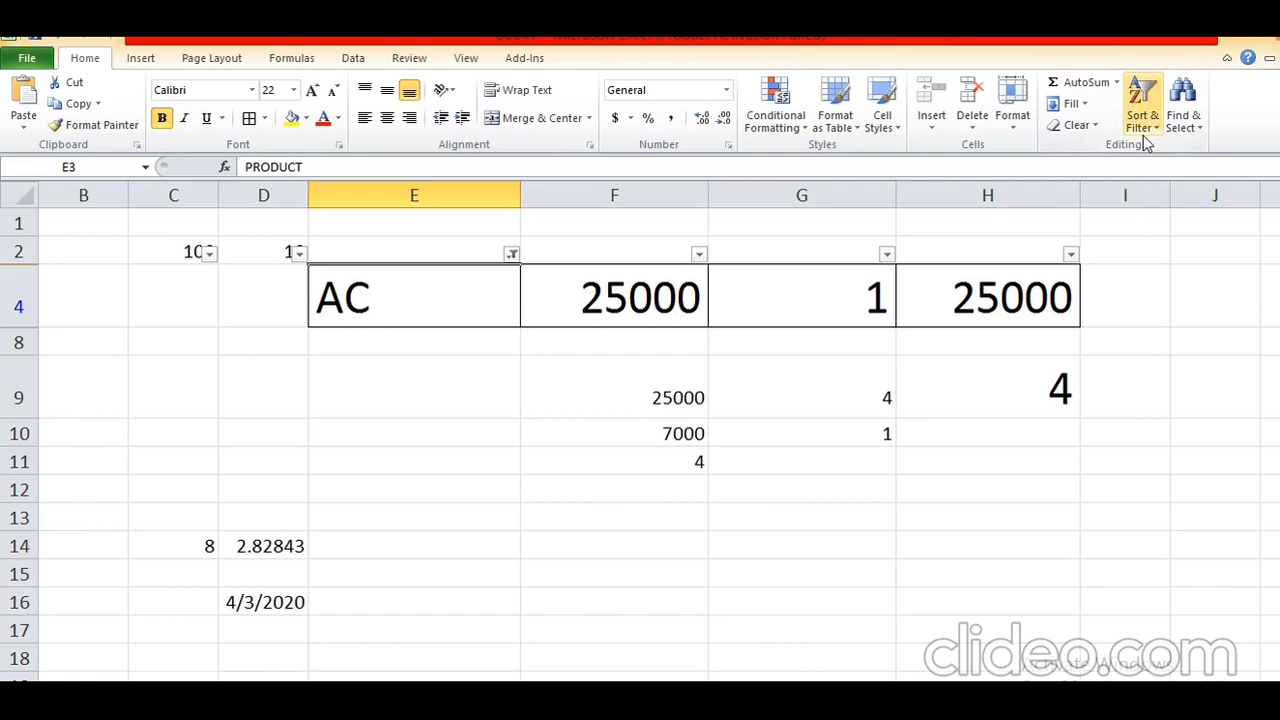 File Home Insert Page Layout Formulas Data Review View Add-Ins
Cut Calibri 22 A A Wrap Text General Σ AutoSum
Paste Copy B I U A Merge & Center $ % , Conditional Formatting Format as Table Cell Styles Insert Delete Format Fill Sort & Filter Find & Select
Format Painter Clear
Clipboard Font Alignment Number Styles Cells Editing
E3 fx PRODUCT
B C D E F G H I J
1
2
4 AC 25000 1 25000
8
9 25000 4 4
10 7000 1
11 4
12
13
14 8 2.82843
15
16 4/3/2020
17
18
clideo.com
Activate Windows